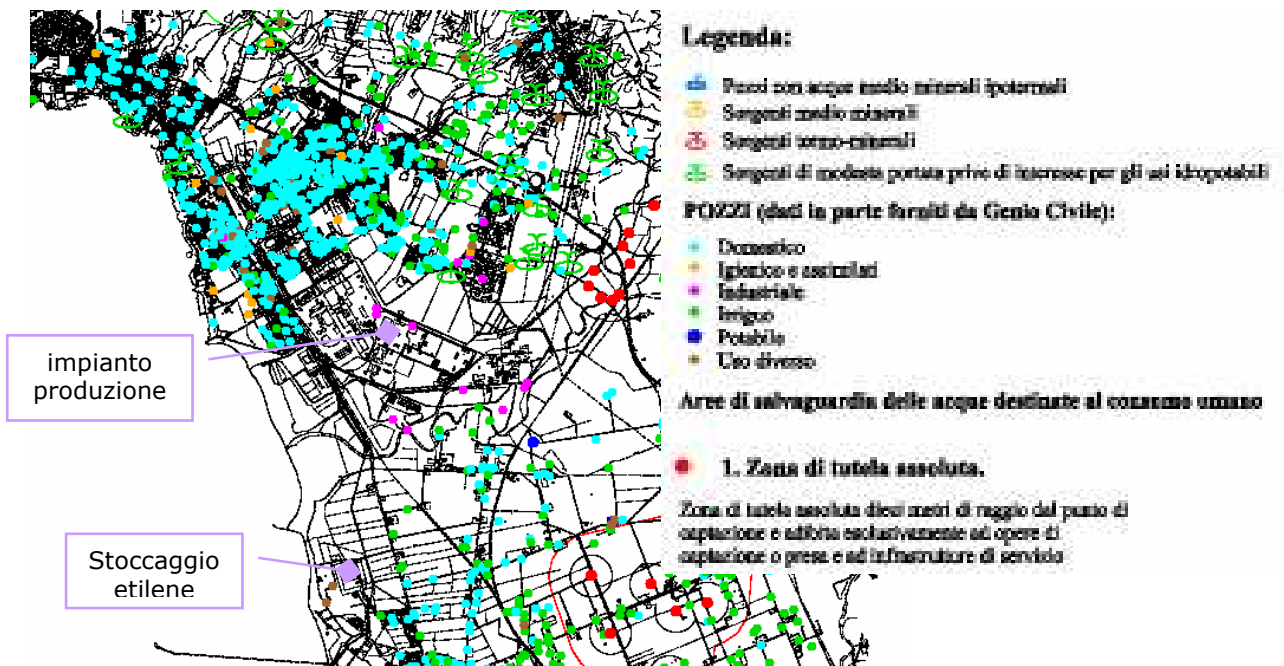 Legenda:
Pozzi con acque medio minerali ipotermali
Sorgenti medio minerali
Sorgenti termo-minerali
Sorgenti di modesta portata prive di interesse per gli usi idropotabili
POZZI (dati in parte forniti da Genio Civile):
Domestico
Igienico e assimilati
Industriale
Irriguo
Potabile
Uso diverso
impianto
produzione
Aree di salvaguardia delle acque destinate al consumo umano
1. Zona di tutela assoluta.
Zona di tutela assoluta dieci metri di raggio dal punto di
captazione e adibita esclusivamente ad opere di
captazione o presa e ad infrastrutture di servizio
Stoccaggio
etilene